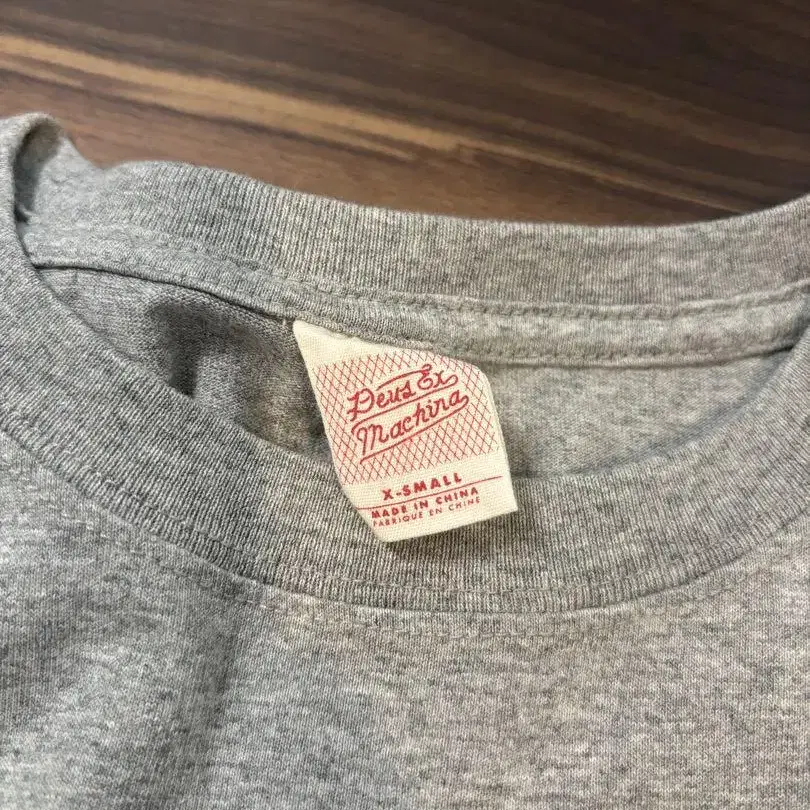 Deus Ex
Machina
X-SMALL
MADE IN CHINA
FABRIQUE EN CHINE